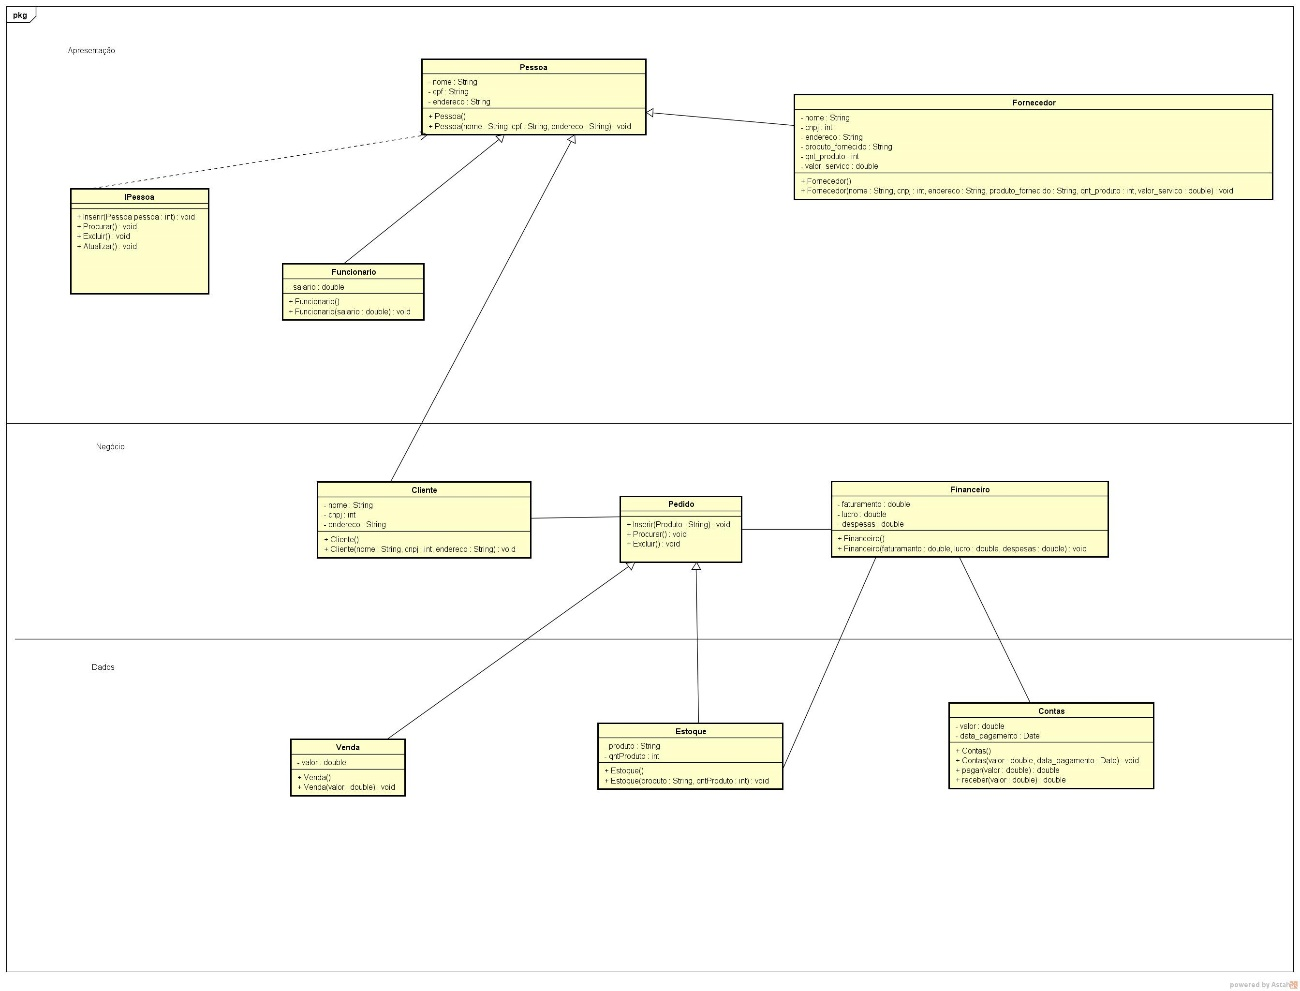 pkg
Apresentação
Pessoa
- nome : String
- cpf : String
- endereco : String
+ Pessoa()
+ Pessoa(nome : String, cpf : String, endereco : String) : void
Fornecedor
- nome : String
- cnpj : int
- endereco : String
- produto_fornecido : String
- qnt_produto : int
- valor_servico : double
+ Fornecedor()
+ Fornecedor(nome : String, cnpj : int, endereco : String, produto_fornecido : String, qnt_produto : int, valor_servico : double) : void
IPessoa
+ Inserir(Pessoa pessoa : int) : void
+ Procurar() : void
+ Excluir() : void
+ Atualizar() : void
Funcionario
- salario : double
+ Funcionario()
+ Funcionario(salario : double) : void
Negócio
Cliente
- nome : String
- cnpj : int
- endereco : String
+ Cliente()
+ Cliente(nome : String, cnpj : int, endereco : String) : void
Pedido
+ Inserir(Produto : String) : void
+ Procurar() : void
+ Excluir() : void
Financeiro
- faturamento : double
- lucro : double
- despesas : double
+ Financeiro()
+ Financeiro(faturamento : double, lucro : double, despesas : double) : void
Dados
Venda
- valor : double
+ Venda()
+ Venda(valor : double) : void
Estoque
- produto : String
- qntProduto : int
+ Estoque()
+ Estoque(produto : String, qntProduto : int) : void
Contas
- valor : double
- data_pagamento : Date
+ Contas()
+ Contas(valor : double, data_pagamento : Date) : void
+ pagar(valor : double) : double
+ receber(valor : double) : double
powered by Astah